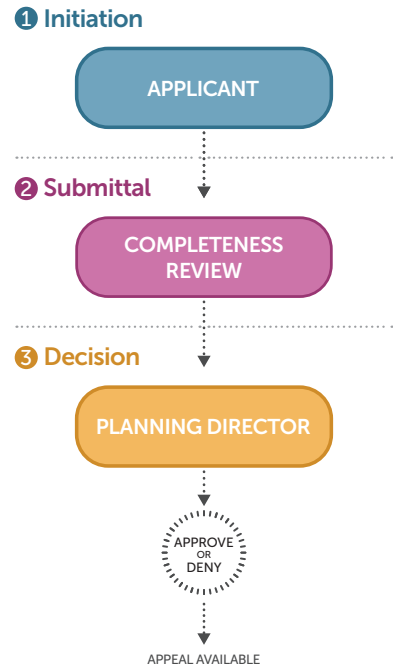 1 Initiation
APPLICANT
2 Submittal
COMPLETENESS
REVIEW
3 Decision
PLANNING DIRECTOR
APPROVE
OR
DENY
APPEAL AVAILABLE